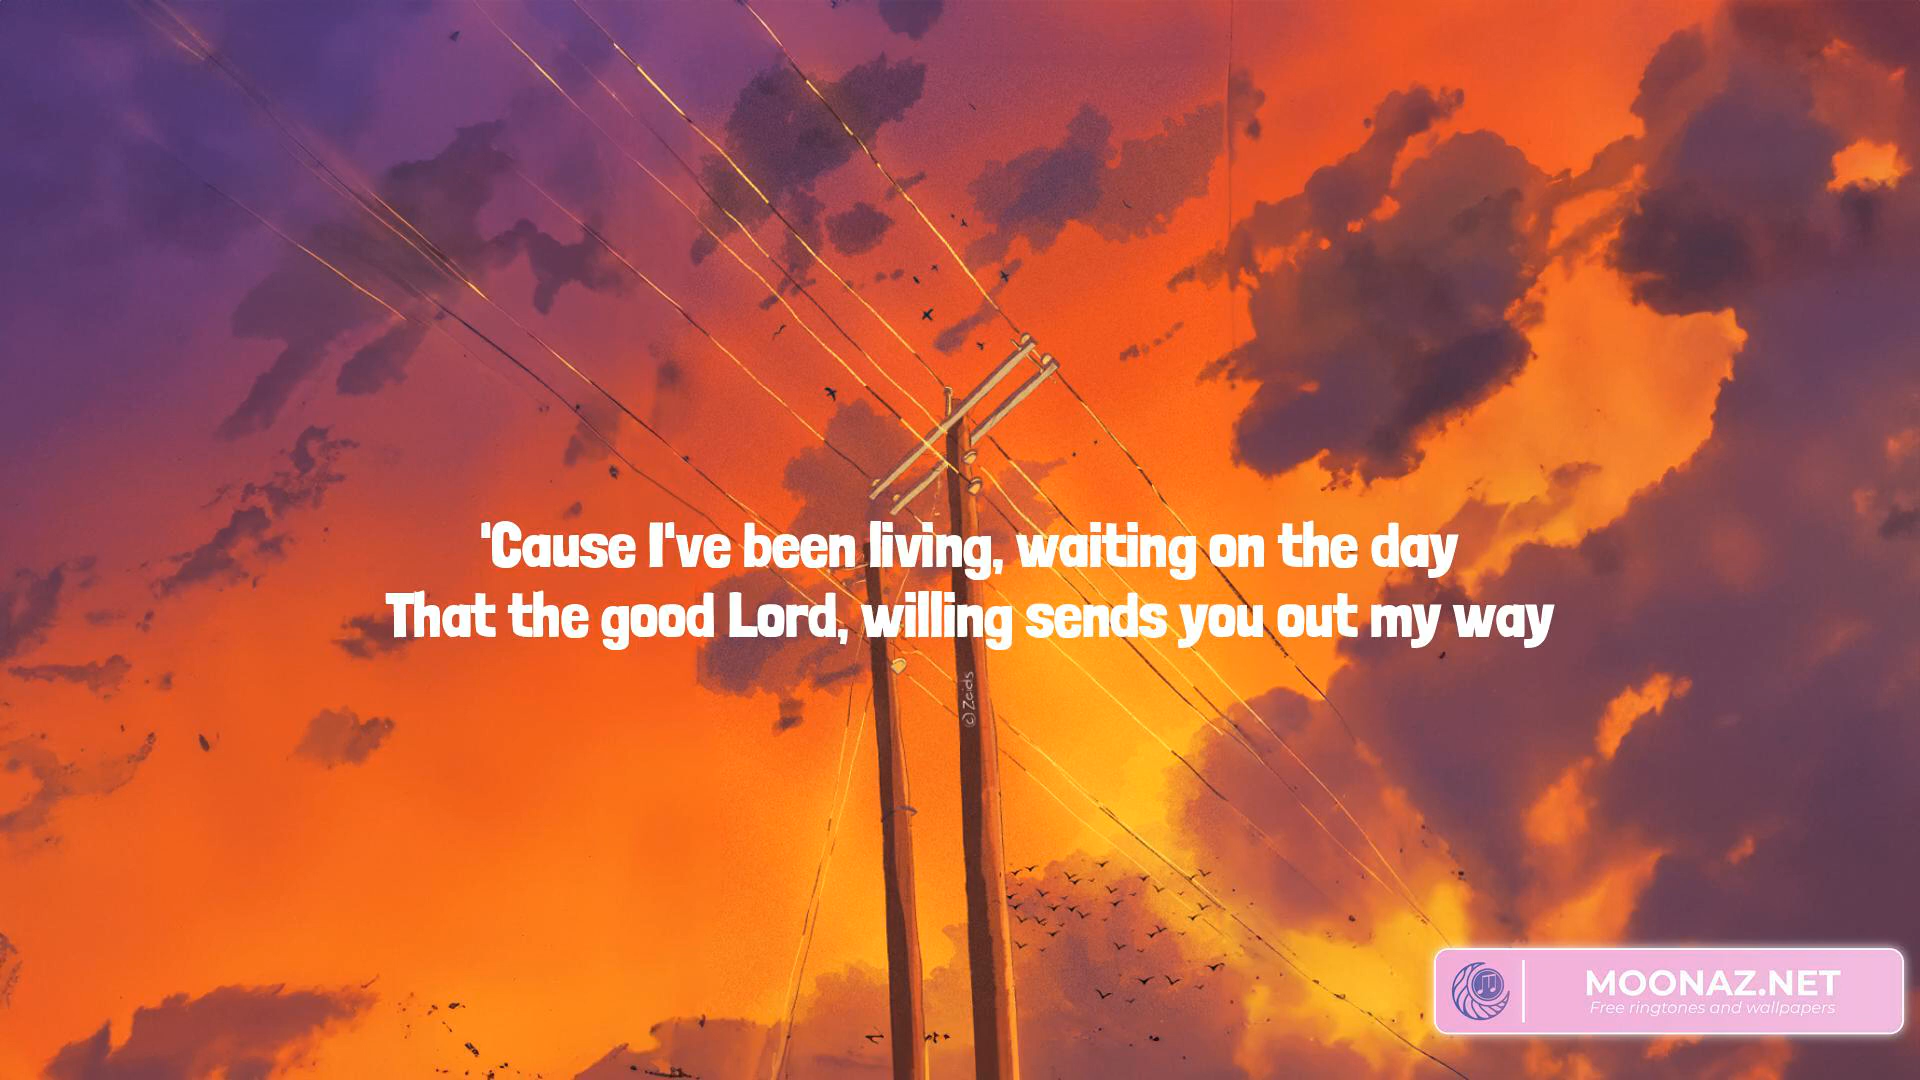 'Cause I've been living, waiting on the day
That the good Lord, willing sends you out my way
(c) Zeids
MOONAZ.NET
Free ringtones and wallpapers